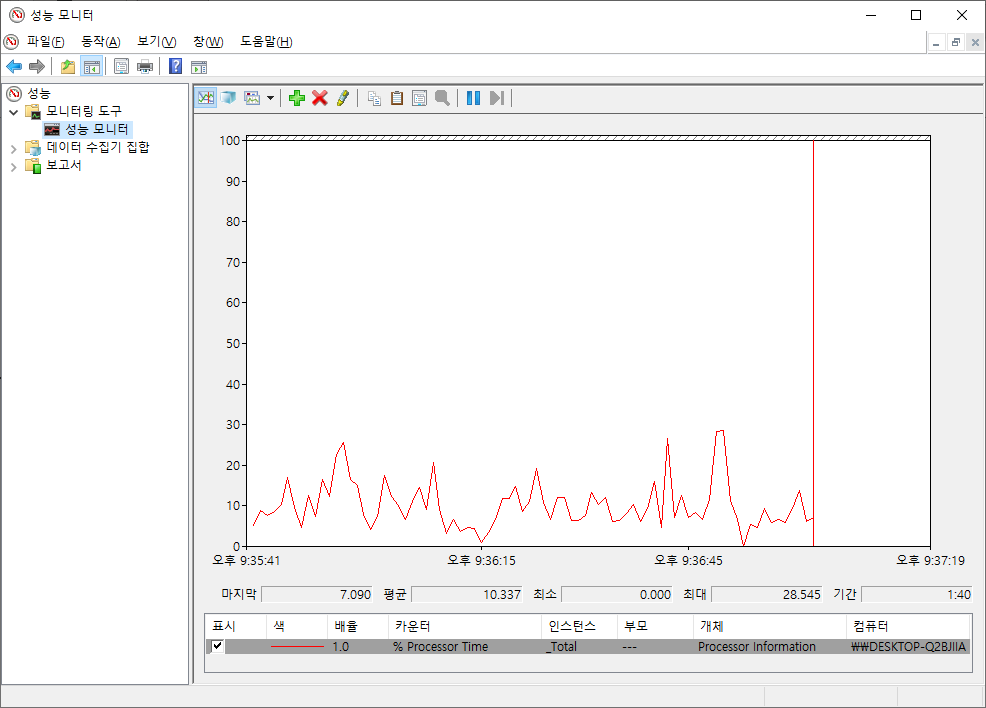 성능 모니터
파일(F) 동작(A) 보기(V) 창(W) 도움말(H)
성능
모니터링 도구
성능 모니터
데이터 수집기 집합
보고서
100
90
80
70
60
50
40
30
20
10
0
오후 9:35:41 오후 9:36:15 오후 9:36:45 오후 9:37:19
마지막 7.090 평균 10.337 최소 0.000 최대 28.545 기간 1:40
표시 색 배율 카운터 인스턴스 부모 개체 컴퓨터
1.0 % Processor Time _Total --- Processor Information ₩₩DESKTOP-Q2BJIIA